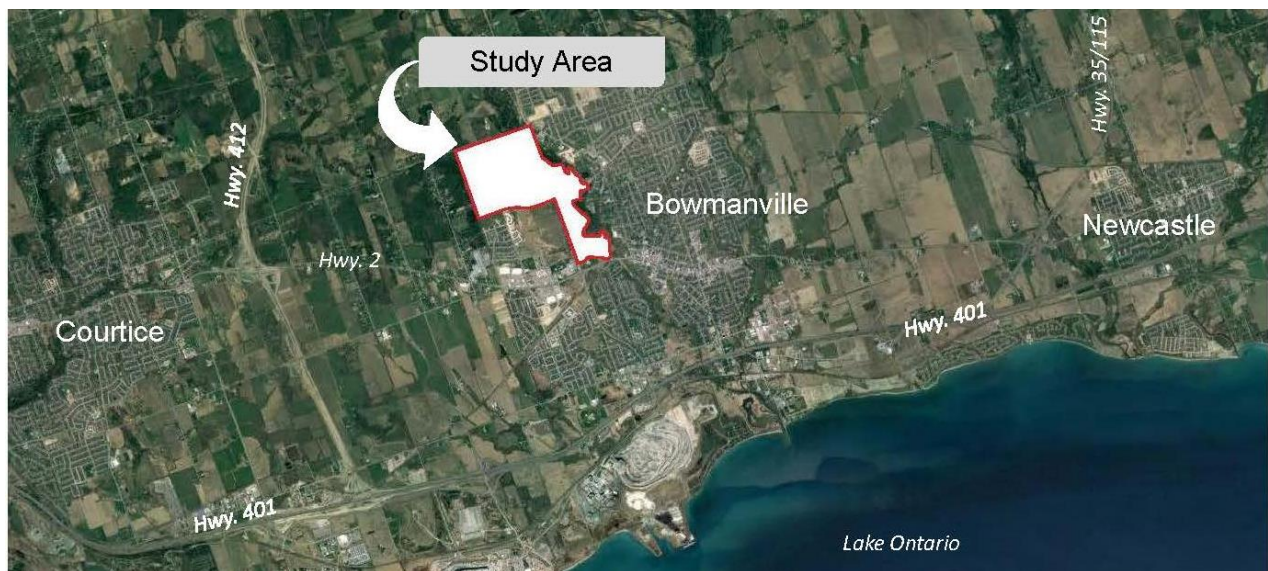 Study Area
Hwy. 412
Hwy. 35/115
Bowmanville
Newcastle
Hwy. 2
Courtice
Hwy. 401
Hwy. 401
Lake Ontario